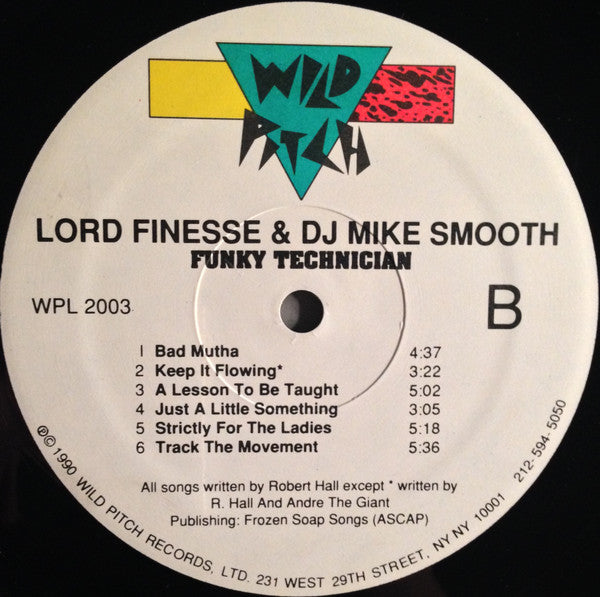 WILD
PITCH
LORD FINESSE & DJ MIKE SMOOTH
FUNKY TECHNICIAN
WPL 2003
B
1 Bad Mutha 4:37
2 Keep It Flowing* 3:22
3 A Lesson To Be Taught 5:02
4 Just A Little Something 3:05
5 Strictly For The Ladies 5:18
6 Track The Movement 5:36
All songs written by Robert Hall except * written by
R. Hall And Andre The Giant
Publishing: Frozen Soap Songs (ASCAP)
℗© 1990 WILD PITCH RECORDS, LTD. 231 WEST 29TH STREET, NY NY 10001 212-594-5050